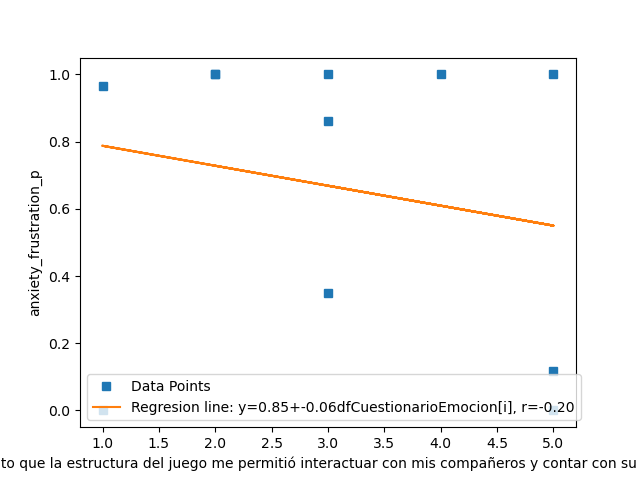 1.0
0.8
0.6
0.4
0.2
0.0
anxiety_frustration_p
Data Points
Regresion line: y=0.85+-0.06dfCuestionarioEmocion[i], r=-0.20
1.0 1.5 2.0 2.5 3.0 3.5 4.0 4.5 5.0
to que la estructura del juego me permitió interactuar con mis compañeros y contar con su